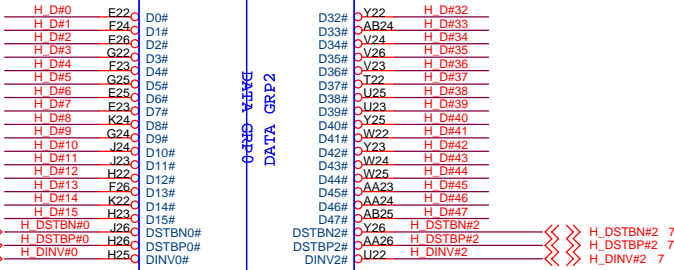 H_D#0 E22 D0# D32# Y22 H_D#32
H_D#1 F24 D1# D33# AB24 H_D#33
H_D#2 E26 D2# D34# V24 H_D#34
H_D#3 G22 D3# D35# V26 H_D#35
H_D#4 F23 D4# D36# V23 H_D#36
H_D#5 G25 D5# D37# T22 H_D#37
H_D#6 E25 D6# D38# U25 H_D#38
H_D#7 E23 D7# D39# U23 H_D#39
H_D#8 K24 D8# D40# Y25 H_D#40
H_D#9 G24 D9# D41# W22 H_D#41
H_D#10 J24 D10# D42# Y23 H_D#42
H_D#11 J23 D11# D43# W24 H_D#43
H_D#12 H22 D12# D44# W25 H_D#44
H_D#13 F26 D13# D45# AA23 H_D#45
H_D#14 K22 D14# D46# AA24 H_D#46
H_D#15 H23 D15# D47# AB25 H_D#47
H_DSTBN#0 J26 DSTBN0# DSTBN2# Y26 H_DSTBN#2 H_DSTBN#2 7
H_DSTBP#0 H26 DSTBP0# DSTBP2# AA26 H_DSTBP#2 H_DSTBP#2 7
H_DINV#0 H25 DINV0# DINV2# U22 H_DINV#2 H_DINV#2 7
DATA GRP0
DATA GRP2